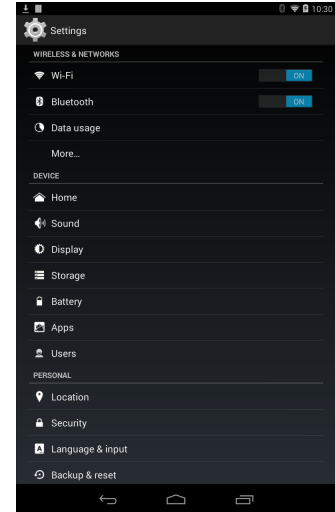 10:30
Settings
WIRELESS & NETWORKS
Wi-Fi ON
Bluetooth ON
Data usage
More...
DEVICE
Home
Sound
Display
Storage
Battery
Apps
Users
PERSONAL
Location
Security
A Language & input
Backup & reset